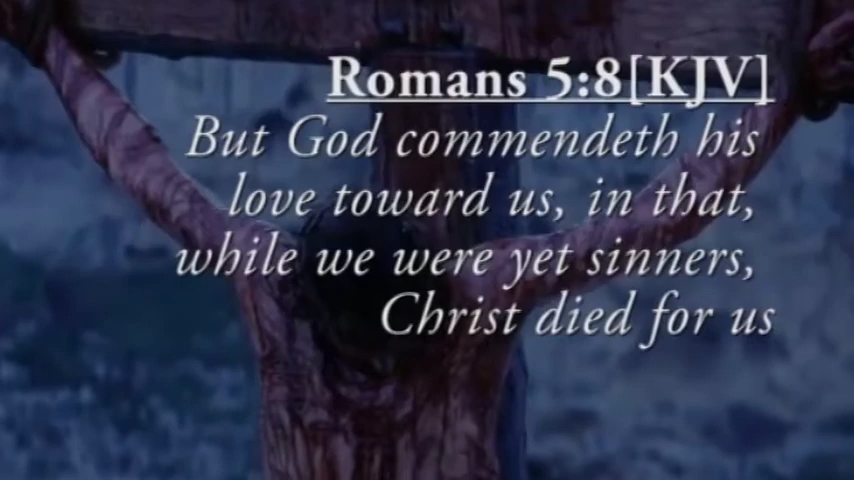 Romans 5:8[KJV]
But God commendeth his
love toward us, in that,
while we were yet sinners,
Christ died for us